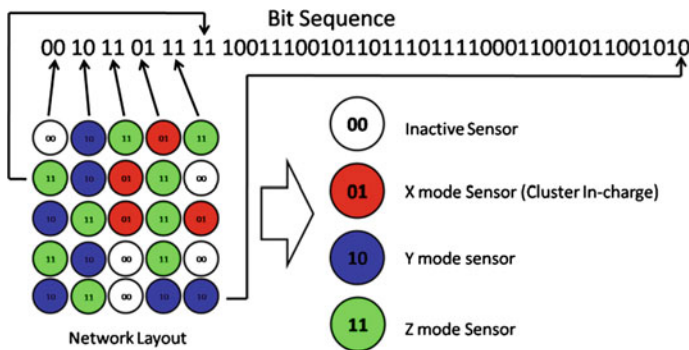 Bit Sequence
00 10 11 01 11 11 10011100101101110111100011001011001010
00 10 11 01 11
11 10 01 11 00
10 11 01 11 01
11 10 00 11 00
10 11 00 10 10
Network Layout
00 Inactive Sensor
01 X mode Sensor (Cluster In-charge)
10 Y mode sensor
11 Z mode Sensor